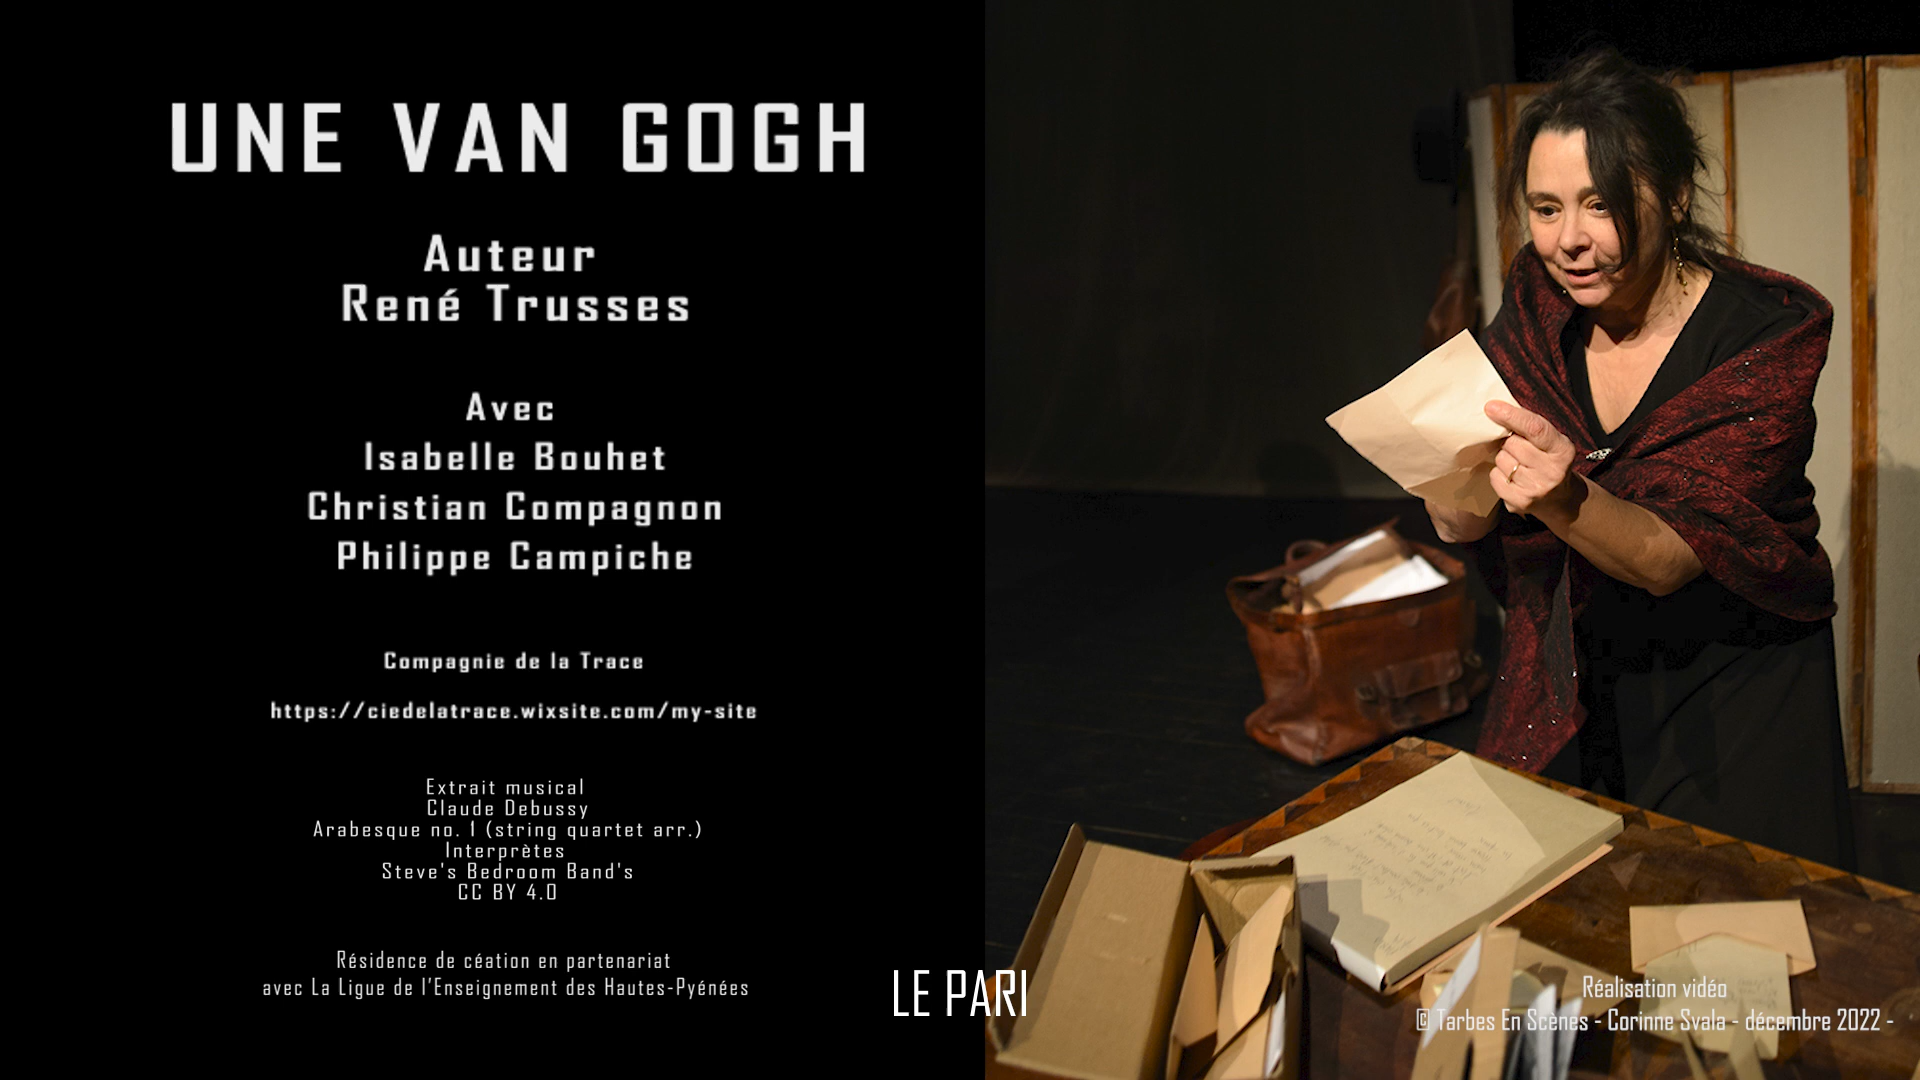 UNE VAN GOGH
Auteur
René Trusses
Avec
Isabelle Bouhet
Christian Compagnon
Philippe Campiche
Compagnie de la Trace
https://ciedelatrace.wixsite.com/my-site
Extrait musical
Claude Debussy
Arabesque no. 1 (string quartet arr.)
Interprètes
Steve's Bedroom Band's
CC BY 4.0
Résidence de céation en partenariat
avec La Ligue de l'Enseignement des Hautes-Pyénées
LE PARI
Réalisation vidéo
© Tarbes En Scènes - Corinne Svala - décembre 2022 -